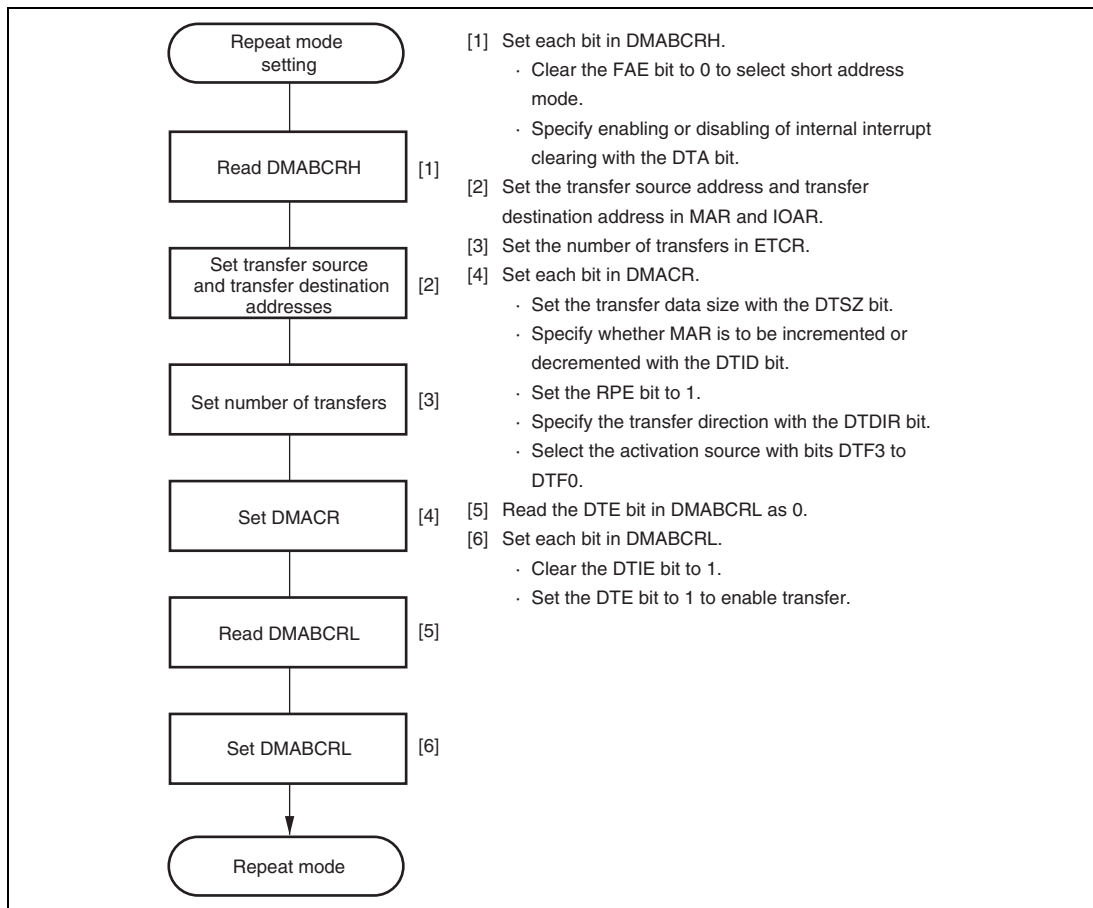 Repeat mode
setting
Read DMABCRH
[1]
Set transfer source
and transfer destination
addresses
[2]
Set number of transfers
[3]
Set DMACR
[4]
Read DMABCRL
[5]
Set DMABCRL
[6]
Repeat mode
[1] Set each bit in DMABCRH.
· Clear the FAE bit to 0 to select short address
mode.
· Specify enabling or disabling of internal interrupt
clearing with the DTA bit.
[2] Set the transfer source address and transfer
destination address in MAR and IOAR.
[3] Set the number of transfers in ETCR.
[4] Set each bit in DMACR.
· Set the transfer data size with the DTSZ bit.
· Specify whether MAR is to be incremented or
decremented with the DTID bit.
· Set the RPE bit to 1.
· Specify the transfer direction with the DTDIR bit.
· Select the activation source with bits DTF3 to
DTF0.
[5] Read the DTE bit in DMABCRL as 0.
[6] Set each bit in DMABCRL.
· Clear the DTIE bit to 1.
· Set the DTE bit to 1 to enable transfer.